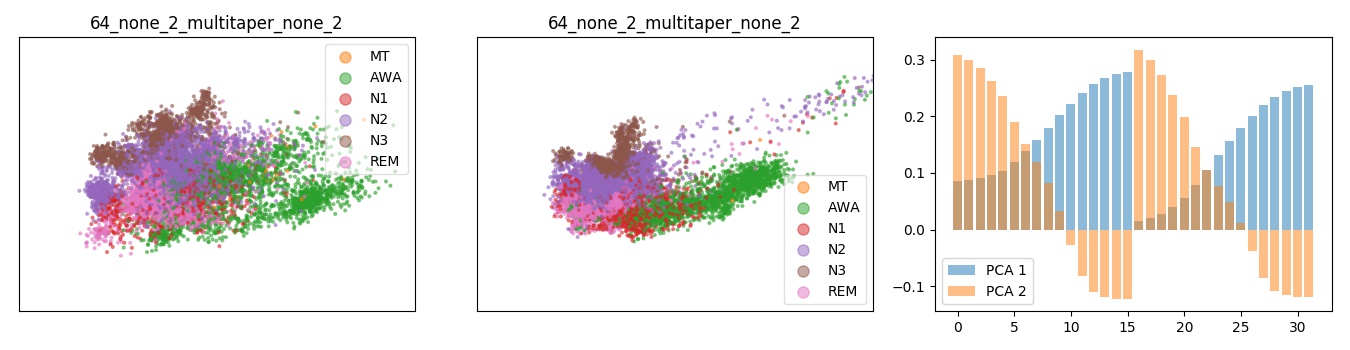 64_none_2_multitaper_none_2
MT
AWA
N1
N2
N3
REM
64_none_2_multitaper_none_2
MT
AWA
N1
N2
N3
REM
0.3
0.2
0.1
0.0
−0.1
PCA 1
PCA 2
0 5 10 15 20 25 30